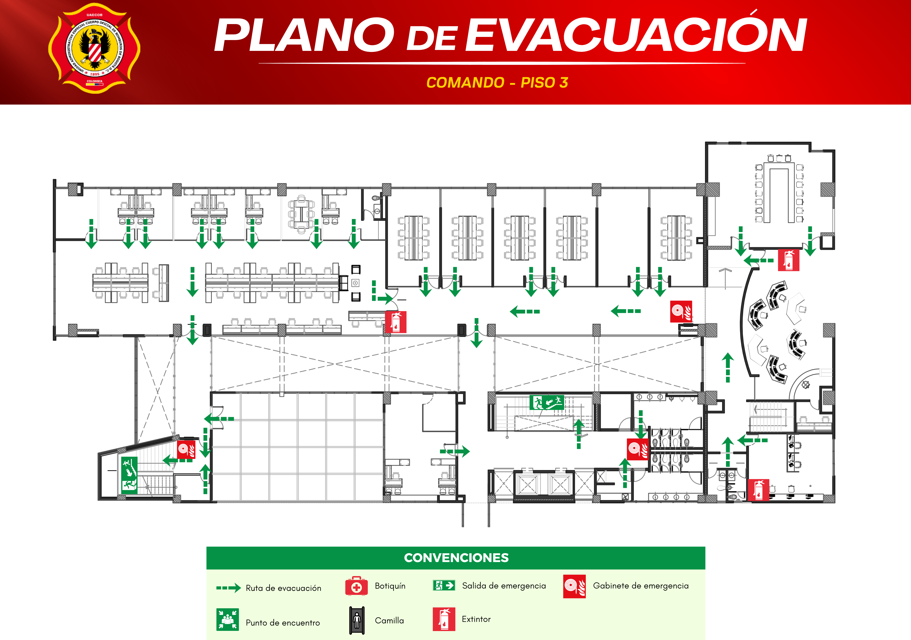 PLANO DE EVACUACIÓN
COMANDO - PISO 3
CONVENCIONES
Ruta de evacuación
Botiquín
Salida de emergencia
Gabinete de emergencia
Punto de encuentro
Camilla
Extintor